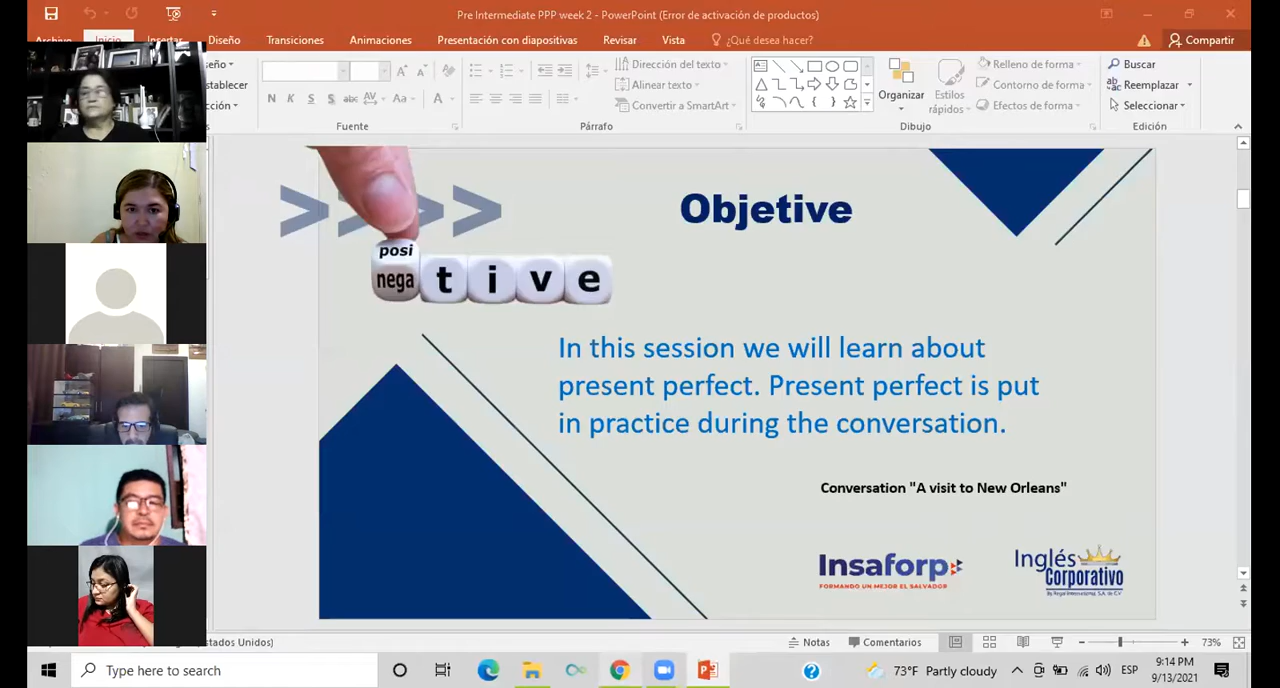 Pre Intermediate PPP week 2 - PowerPoint (Error de activación de productos)
Archivo Inicio Insertar Diseño Transiciones Animaciones Presentación con diapositivas Revisar Vista ¿Qué desea hacer? Compartir
Dirección del texto
Alinear texto
Convertir a SmartArt
Organizar
Estilos
rápidos
Relleno de forma
Contorno de forma
Efectos de forma
Buscar
Reemplazar
Seleccionar
N K S S abc AV Aa A
Fuente Párrafo Dibujo Edición
Objetive
posi
nega t i v e
In this session we will learn about
present perfect. Present perfect is put
in practice during the conversation.
Conversation "A visit to New Orleans"
Insaforp
FORMANDO UN MEJOR EL SALVADOR
Inglés
Corporativo
Notas Comentarios 73%
Type here to search
73°F Partly cloudy ESP
9:14 PM
9/13/2021